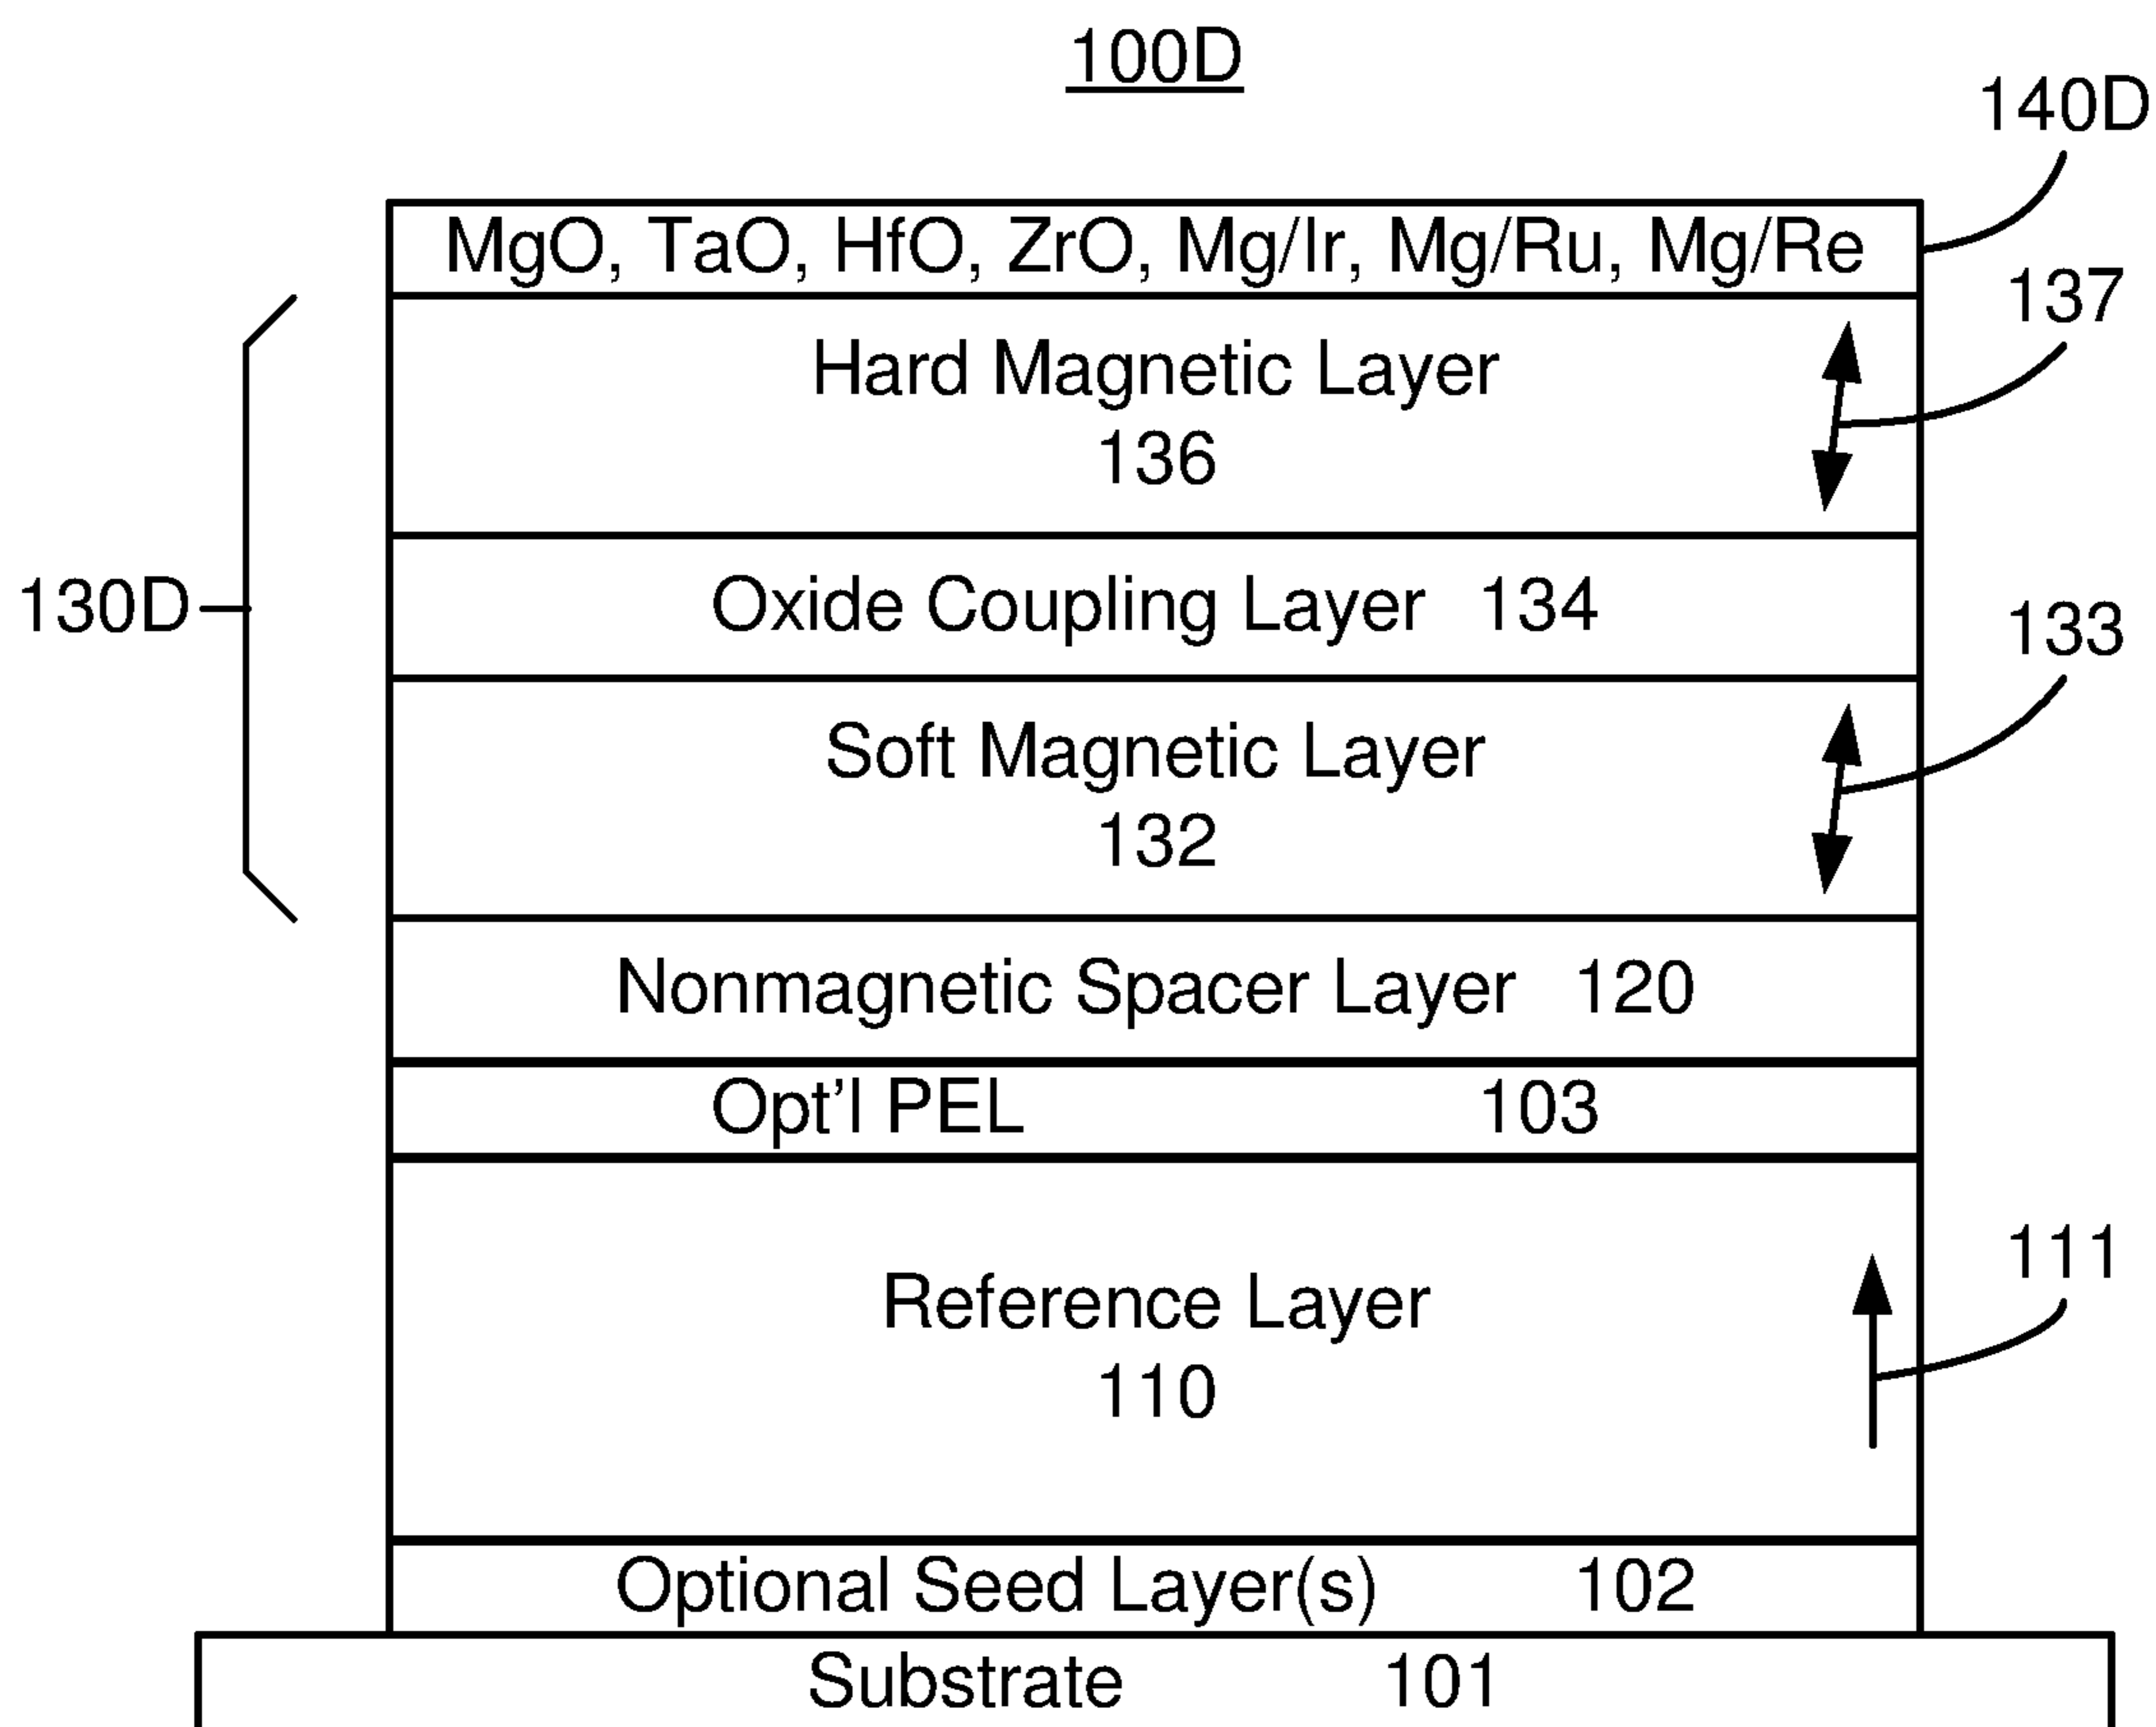 100D
140D
MgO, TaO, HfO, ZrO, Mg/Ir, Mg/Ru, Mg/Re
137
Hard Magnetic Layer
136
130D
Oxide Coupling Layer 134
133
Soft Magnetic Layer
132
Nonmagnetic Spacer Layer 120
Opt'l PEL 103
111
Reference Layer
110
Optional Seed Layer(s) 102
Substrate 101